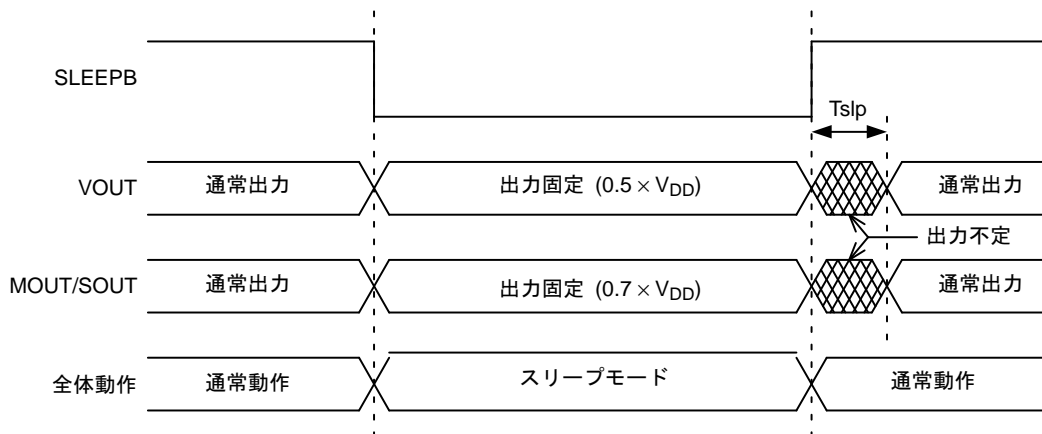 SLEEPB
Tslp
VOUT 通常出力 出力固定 (0.5 × VDD) 通常出力
出力不定
MOUT/SOUT 通常出力 出力固定 (0.7 × VDD) 通常出力
全体動作 通常動作 スリープモード 通常動作